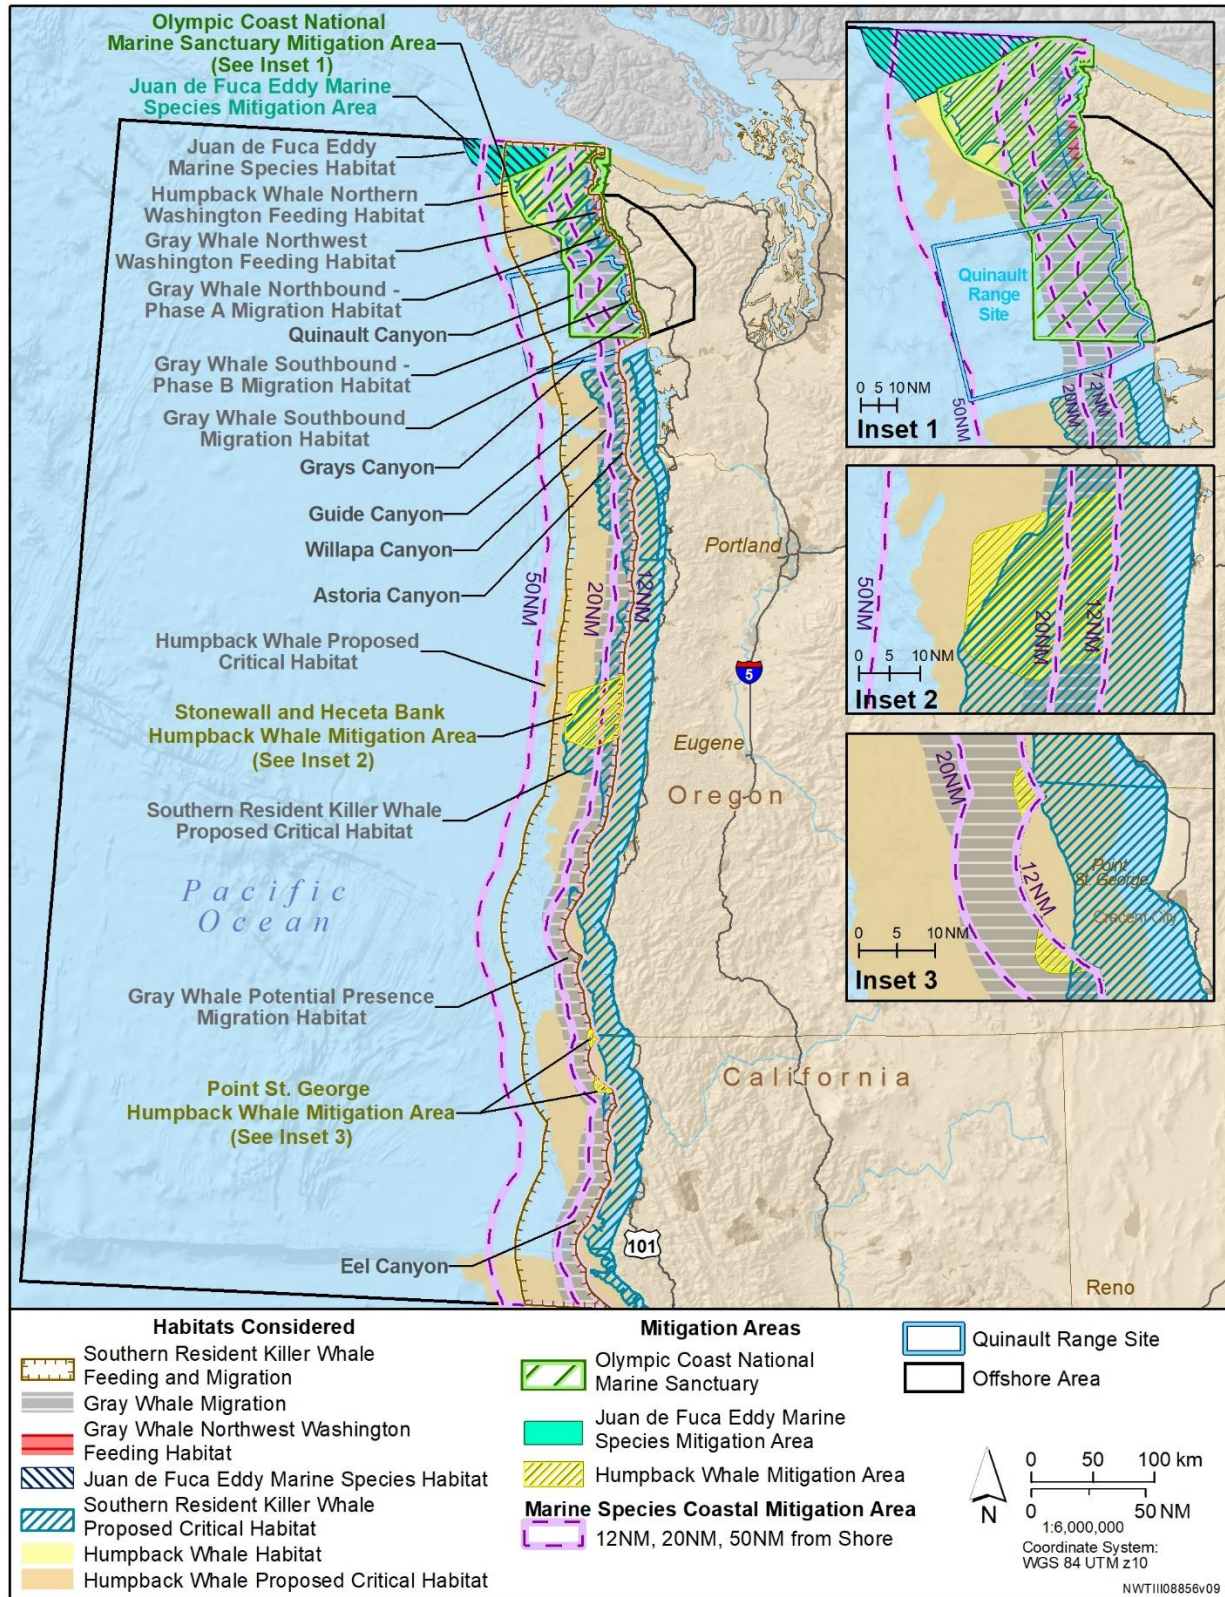 Olympic Coast National
Marine Sanctuary Mitigation Area
(See Inset 1)
Juan de Fuca Eddy Marine
Species Mitigation Area
Juan de Fuca Eddy
Marine Species Habitat
Humpback Whale Northern
Washington Feeding Habitat
Gray Whale Northwest
Washington Feeding Habitat
Gray Whale Northbound -
Phase A Migration Habitat
Quinault Canyon
Gray Whale Southbound -
Phase B Migration Habitat
Gray Whale Southbound
Migration Habitat
Grays Canyon
Guide Canyon
Willapa Canyon
Astoria Canyon
50NM
20NM
12NM
Humpback Whale Proposed
Critical Habitat
Stonewall and Heceta Bank
Humpback Whale Mitigation Area
(See Inset 2)
Southern Resident Killer Whale
Proposed Critical Habitat
Pacific
Ocean
Gray Whale Potential Presence
Migration Habitat
Point St. George
Humpback Whale Mitigation Area
(See Inset 3)
Eel Canyon
Portland
5
Eugene
Oregon
California
101
Reno
Quinault
Range
Site
0 5 10 NM
50NM
20NM
12NM
Inset 1
50NM
20NM
12NM
0 5 10 NM
Inset 2
20NM
12NM
Point
St. George
Crescent City
0 5 10 NM
Inset 3
Habitats Considered
Southern Resident Killer Whale
Feeding and Migration
Gray Whale Migration
Gray Whale Northwest Washington
Feeding Habitat
Juan de Fuca Eddy Marine Species Habitat
Southern Resident Killer Whale
Proposed Critical Habitat
Humpback Whale Habitat
Humpback Whale Proposed Critical Habitat
Mitigation Areas
Olympic Coast National
Marine Sanctuary
Juan de Fuca Eddy Marine
Species Mitigation Area
Humpback Whale Mitigation Area
Marine Species Coastal Mitigation Area
12NM, 20NM, 50NM from Shore
Quinault Range Site
Offshore Area
N
0 50 100 km
0 50 NM
1:6,000,000
Coordinate System:
WGS 84 UTM z10
NWTIII08856v09